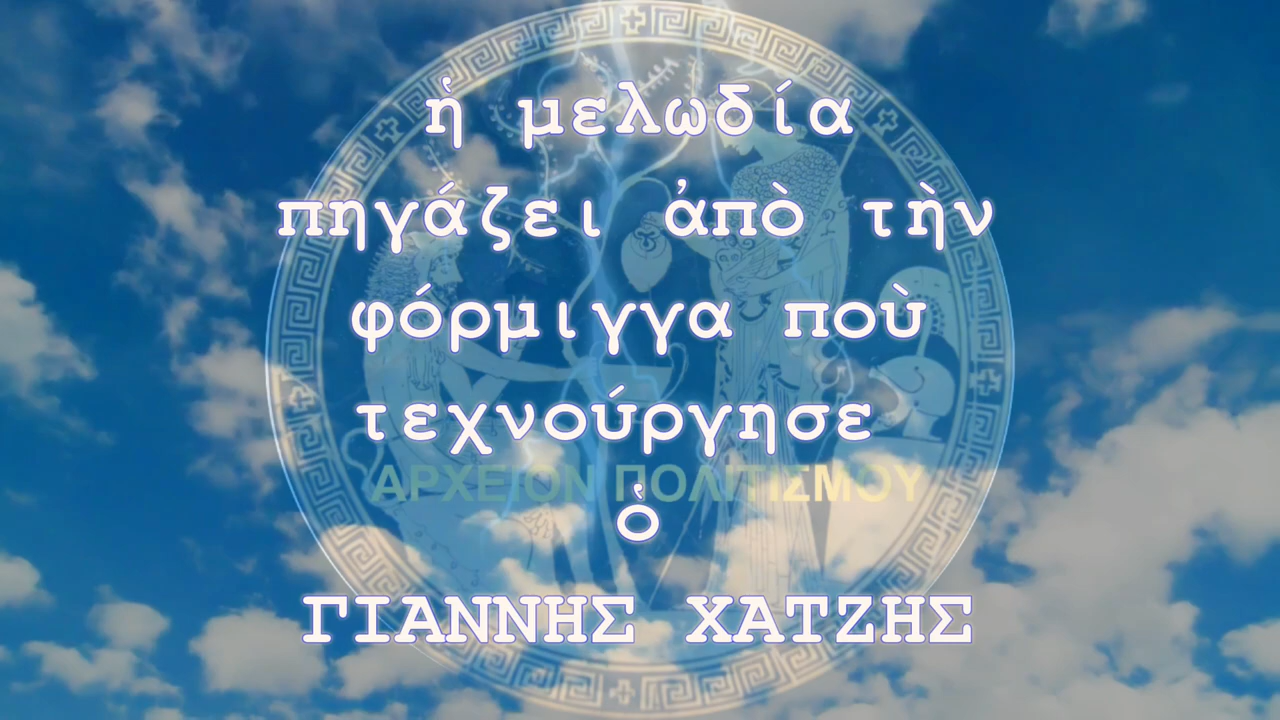 ἡ μελωδία
πηγάζει ἀπὸ τὴν
φόρμιγγα ποὺ
τεχνούργησε
ΑΡΧΕΙΟΝ ΠΟΛΙΤΙΣΜΟΥ
ὁ
ΓΙΑΝΝΗΣ ΧΑΤΖΗΣ